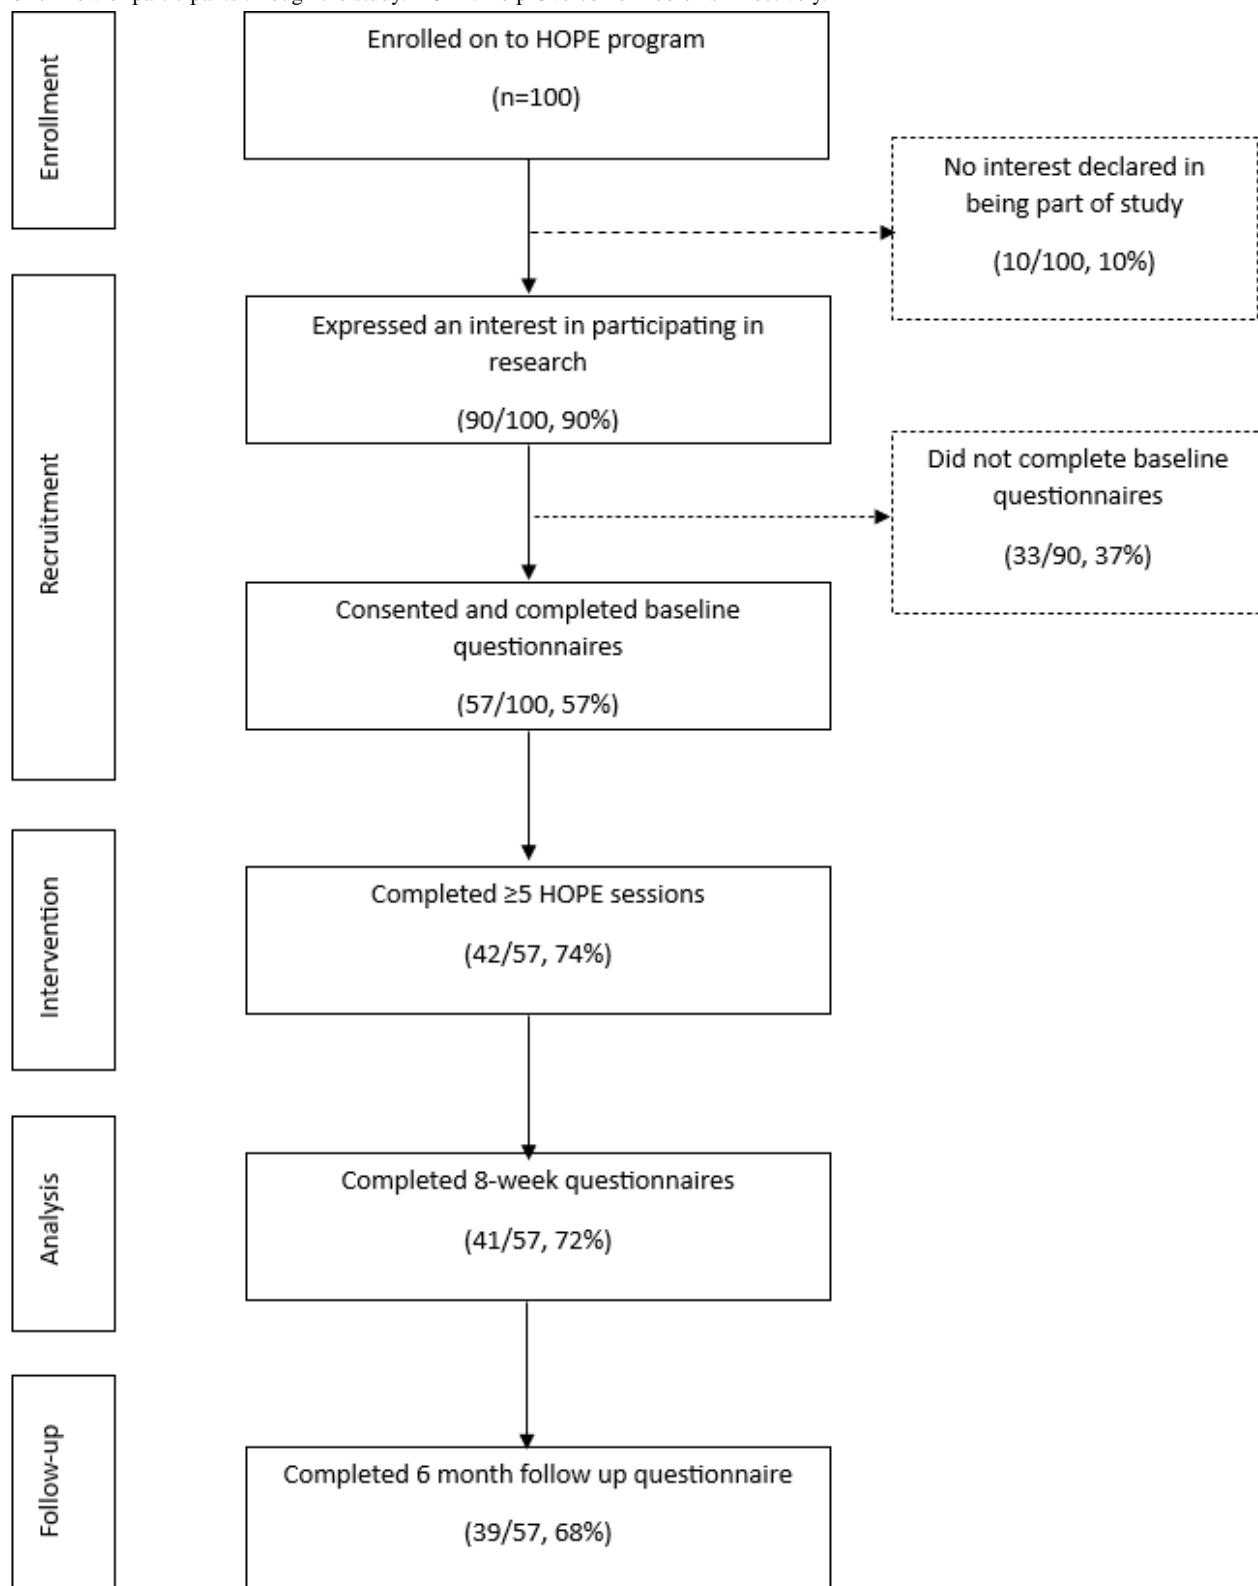 Enrollment
Enrolled on to HOPE program
(n=100)
No interest declared in
being part of study
(10/100, 10%)
Recruitment
Expressed an interest in participating in
research
(90/100, 90%)
Did not complete baseline
questionnaires
(33/90, 37%)
Consented and completed baseline
questionnaires
(57/100, 57%)
Intervention
Completed ≥5 HOPE sessions
(42/57, 74%)
Analysis
Completed 8-week questionnaires
(41/57, 72%)
Follow-up
Completed 6 month follow up questionnaire
(39/57, 68%)